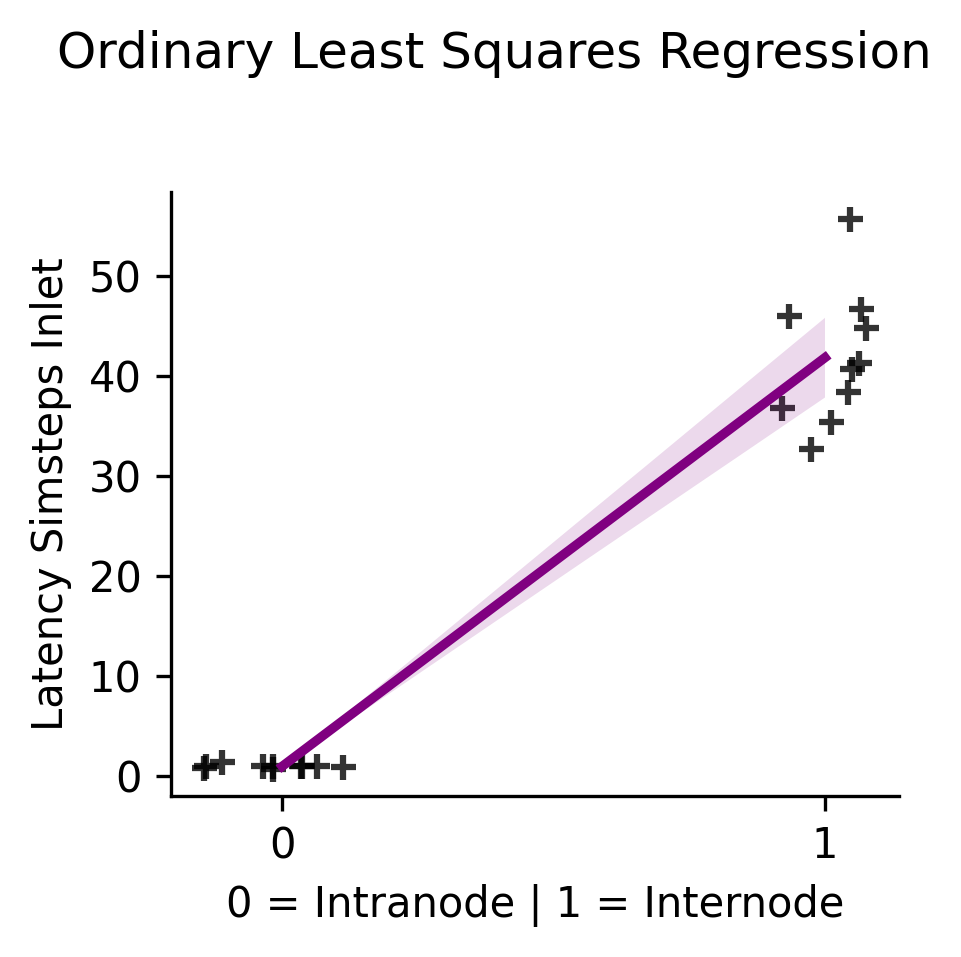 Ordinary Least Squares Regression
Latency Simsteps Inlet
50
40
30
20
10
0
0
1
0 = Intranode | 1 = Internode